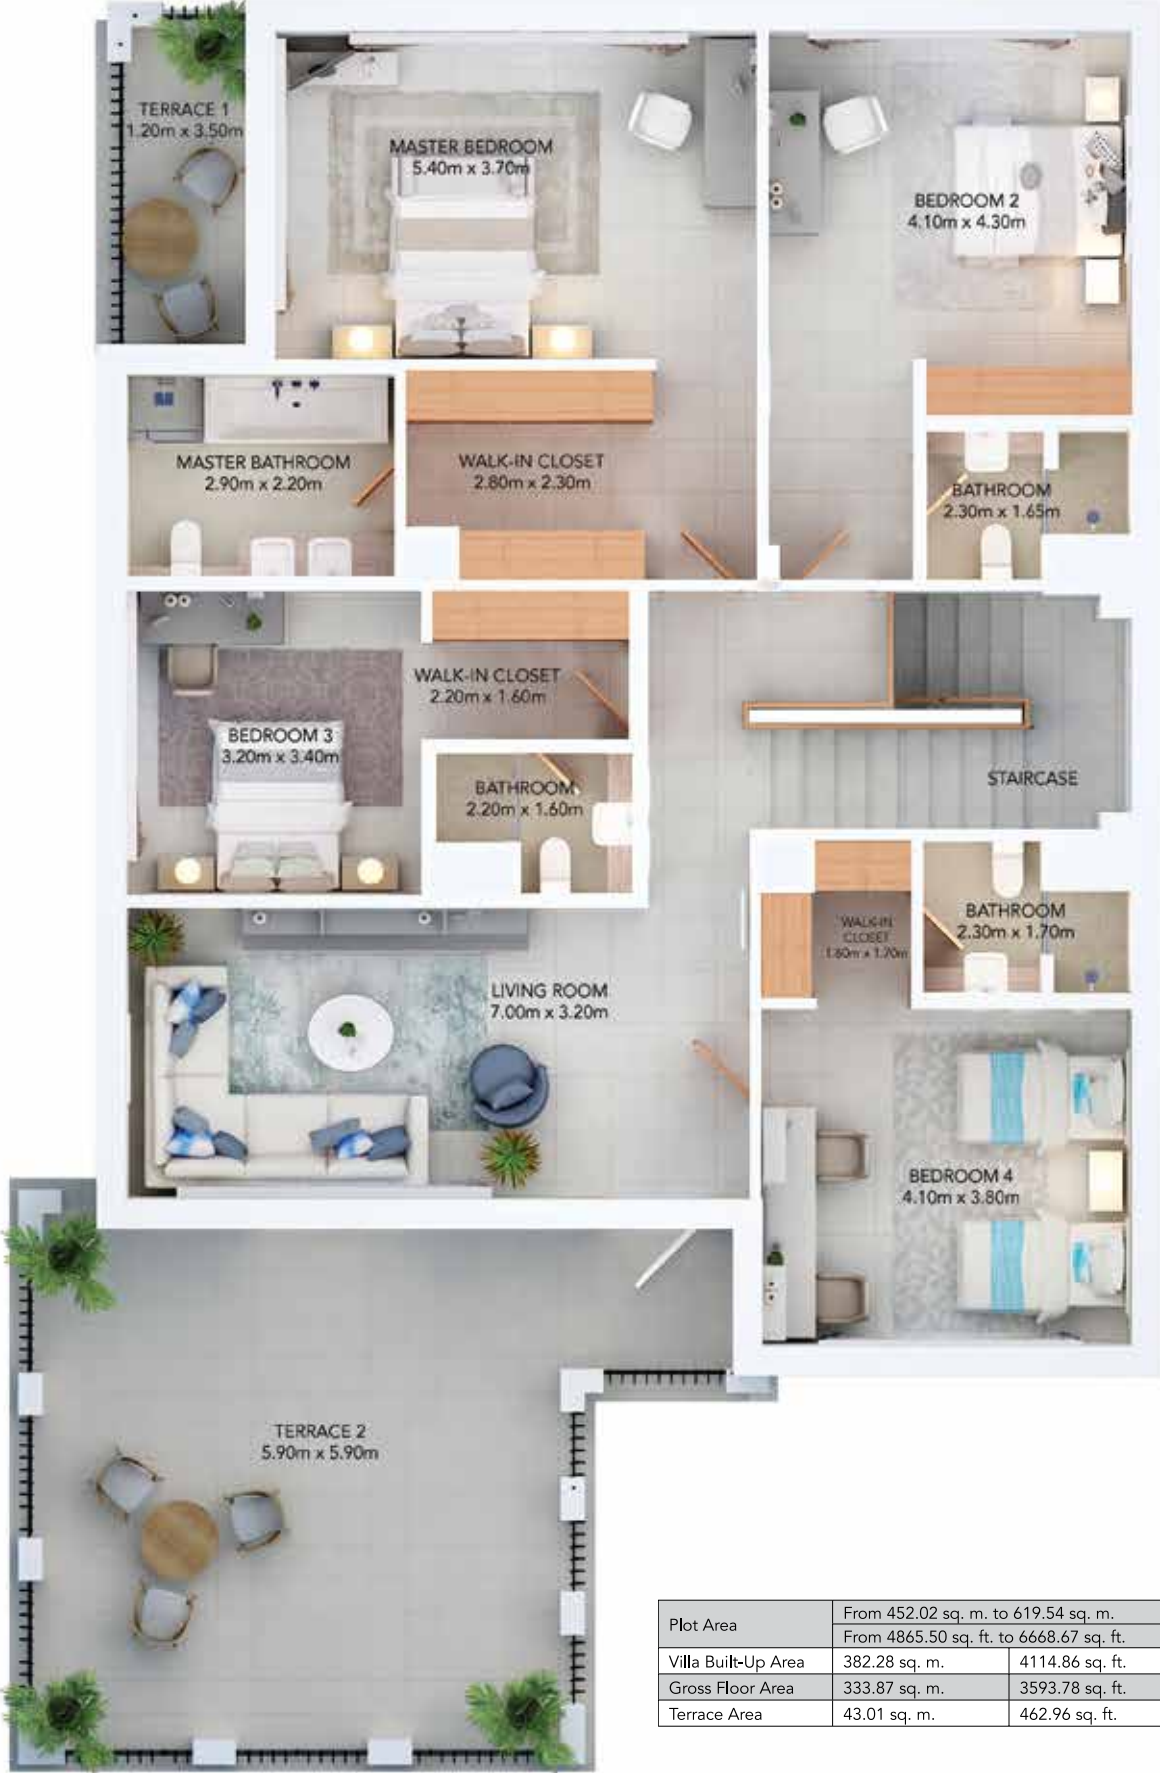 TERRACE 1
1.20m x 3.50m
MASTER BEDROOM
5.40m x 3.70m
BEDROOM 2
4.10m x 4.30m
MASTER BATHROOM
2.90m x 2.20m
WALK-IN CLOSET
2.80m x 2.30m
BATHROOM
2.30m x 1.65m
WALK-IN CLOSET
2.20m x 1.60m
BEDROOM 3
3.20m x 3.40m
BATHROOM
2.20m x 1.60m
STAIRCASE
WALK-IN
CLOSET
1.60m x 1.70m
BATHROOM
2.30m x 1.70m
LIVING ROOM
7.00m x 3.20m
BEDROOM 4
4.10m x 3.80m
TERRACE 2
5.90m x 5.90m
Plot Area
From 452.02 sq. m. to 619.54 sq. m.
From 4865.50 sq. ft. to 6668.67 sq. ft.
Villa Built-Up Area 382.28 sq. m. 4114.86 sq. ft.
Gross Floor Area 333.87 sq. m. 3593.78 sq. ft.
Terrace Area 43.01 sq. m. 462.96 sq. ft.